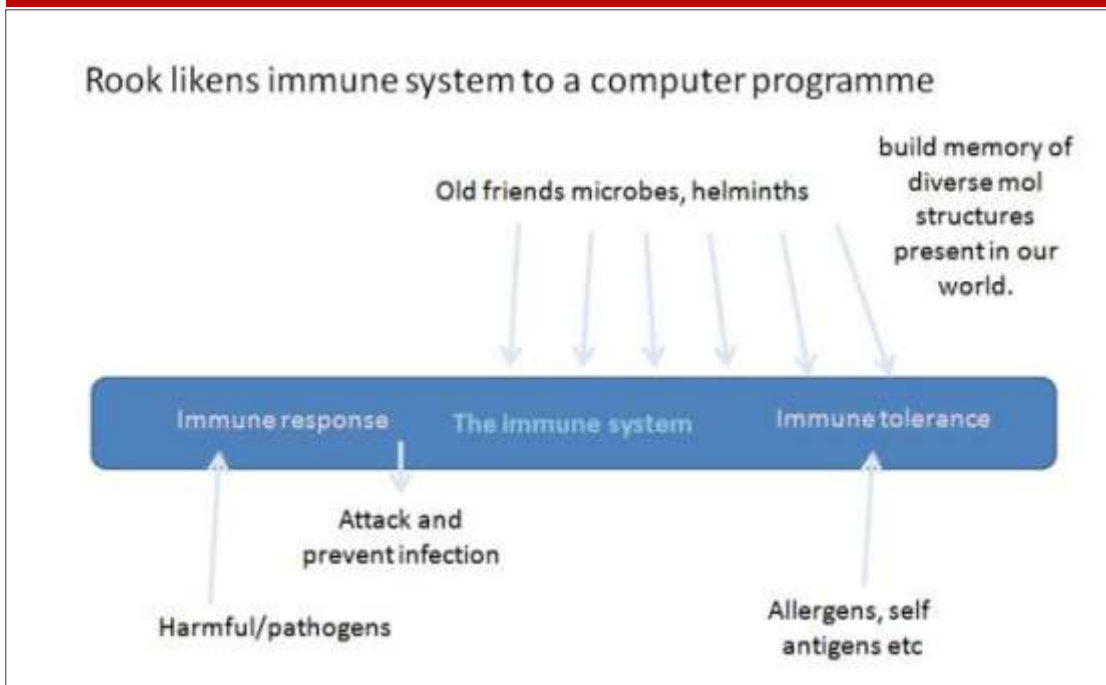 Rook likens immune system to a computer programme
build memory of
diverse mol
structures
present in our
world.
Old friends microbes, helminths
Immune response
The immune system
Immune tolerance
Attack and
prevent infection
Harmful/pathogens
Allergens, self
antigens etc